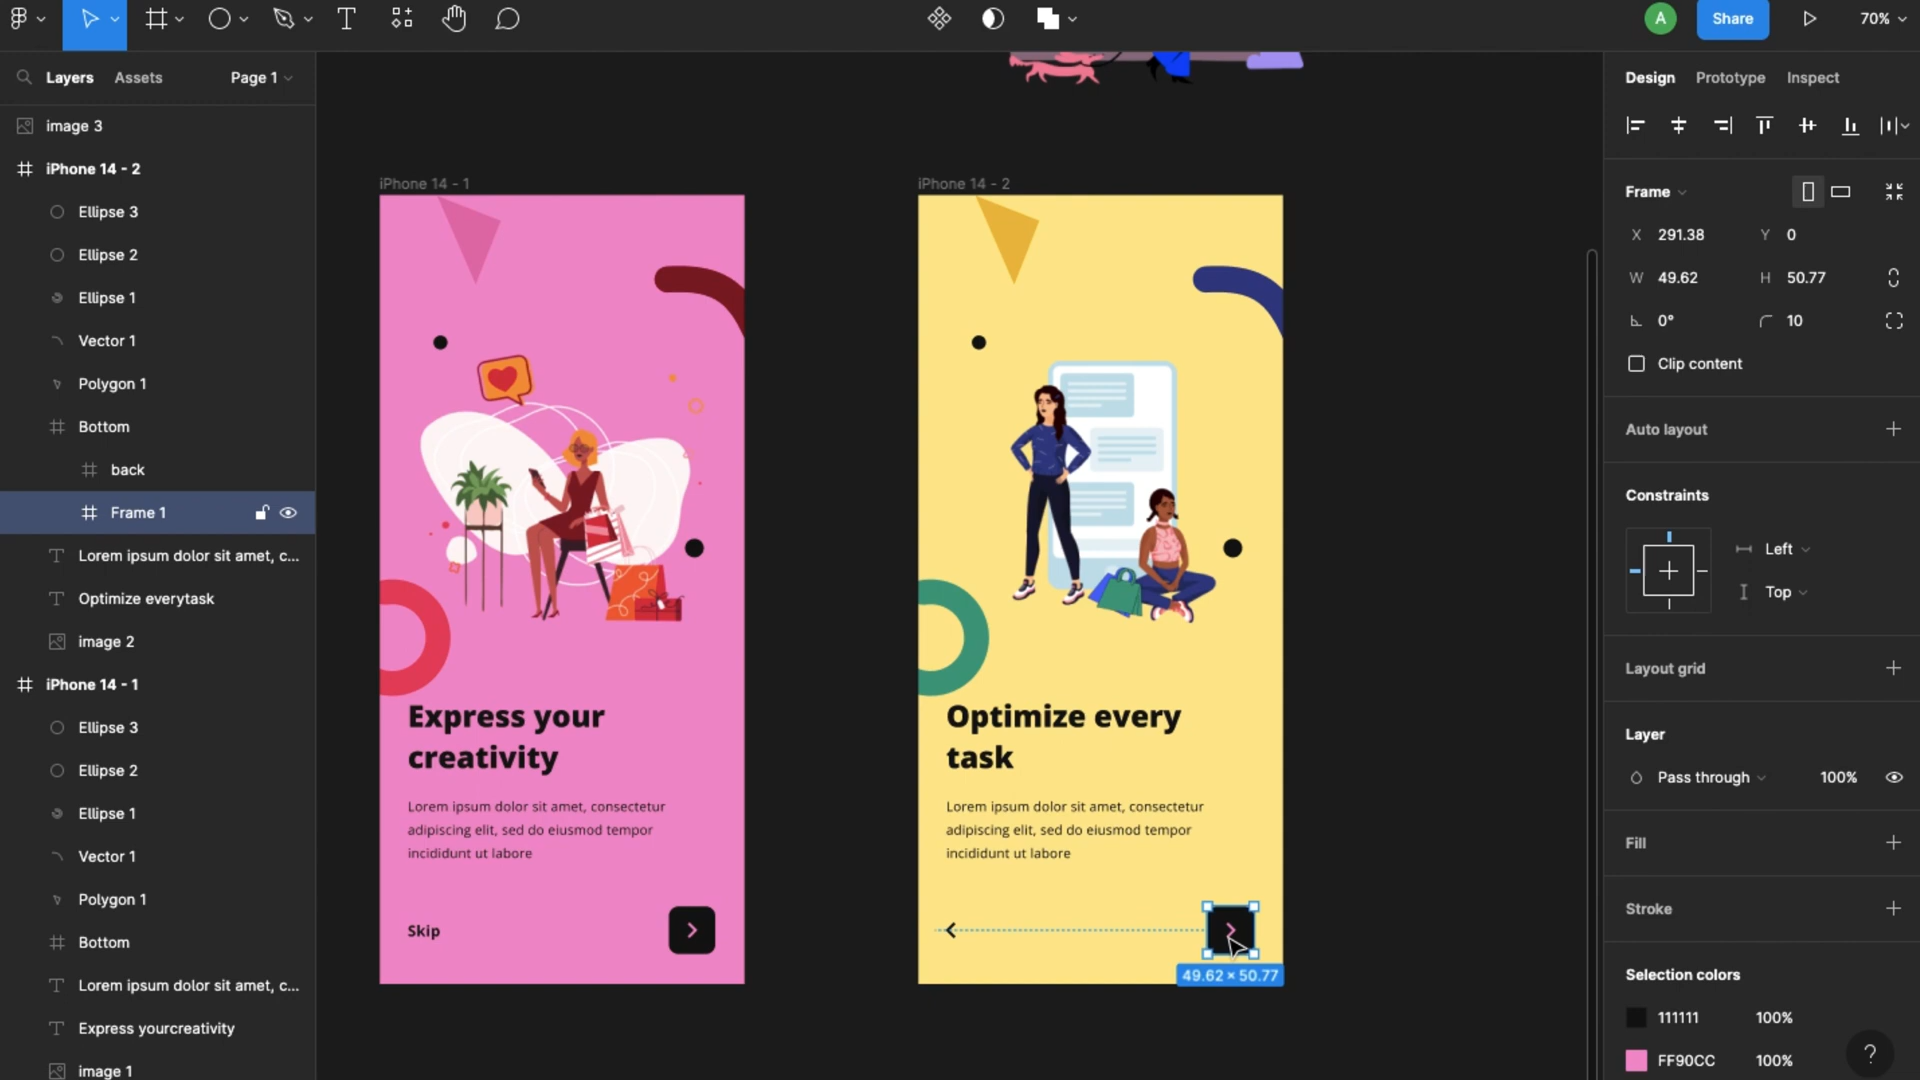 A
Share
70%
Layers
Assets
Page 1
image 3
iPhone 14 - 2
Ellipse 3
Ellipse 2
Ellipse 1
Vector 1
Polygon 1
Bottom
back
Frame 1
Lorem ipsum dolor sit amet, c...
Optimize everytask
image 2
iPhone 14 - 1
Ellipse 3
Ellipse 2
Ellipse 1
Vector 1
Polygon 1
Bottom
Lorem ipsum dolor sit amet, c...
Express yourcreativity
image 1
iPhone 14 - 1
Express your
creativity
Lorem ipsum dolor sit amet, consectetur
adipiscing elit, sed do eiusmod tempor
incididunt ut labore
Skip
iPhone 14 - 2
Optimize every
task
Lorem ipsum dolor sit amet, consectetur
adipiscing elit, sed do eiusmod tempor
incididunt ut labore
49.62 × 50.77
Design
Prototype
Inspect
Frame
X 291.38 Y 0
W 49.62 H 50.77
0° 10
Clip content
Auto layout
Constraints
Left
Top
Layout grid
Layer
Pass through 100%
Fill
Stroke
Selection colors
111111 100%
FF90CC 100%
?